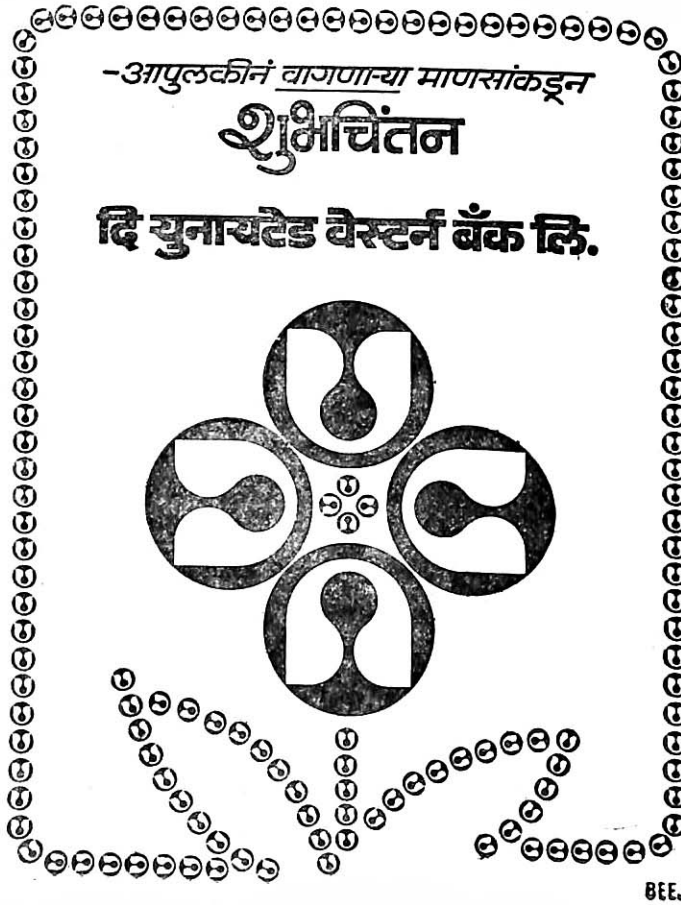 -आपुलकीनं वागणाऱ्या माणसांकडून
शुभचिंतन
दि युनायटेड वेस्टर्न बँक लि.